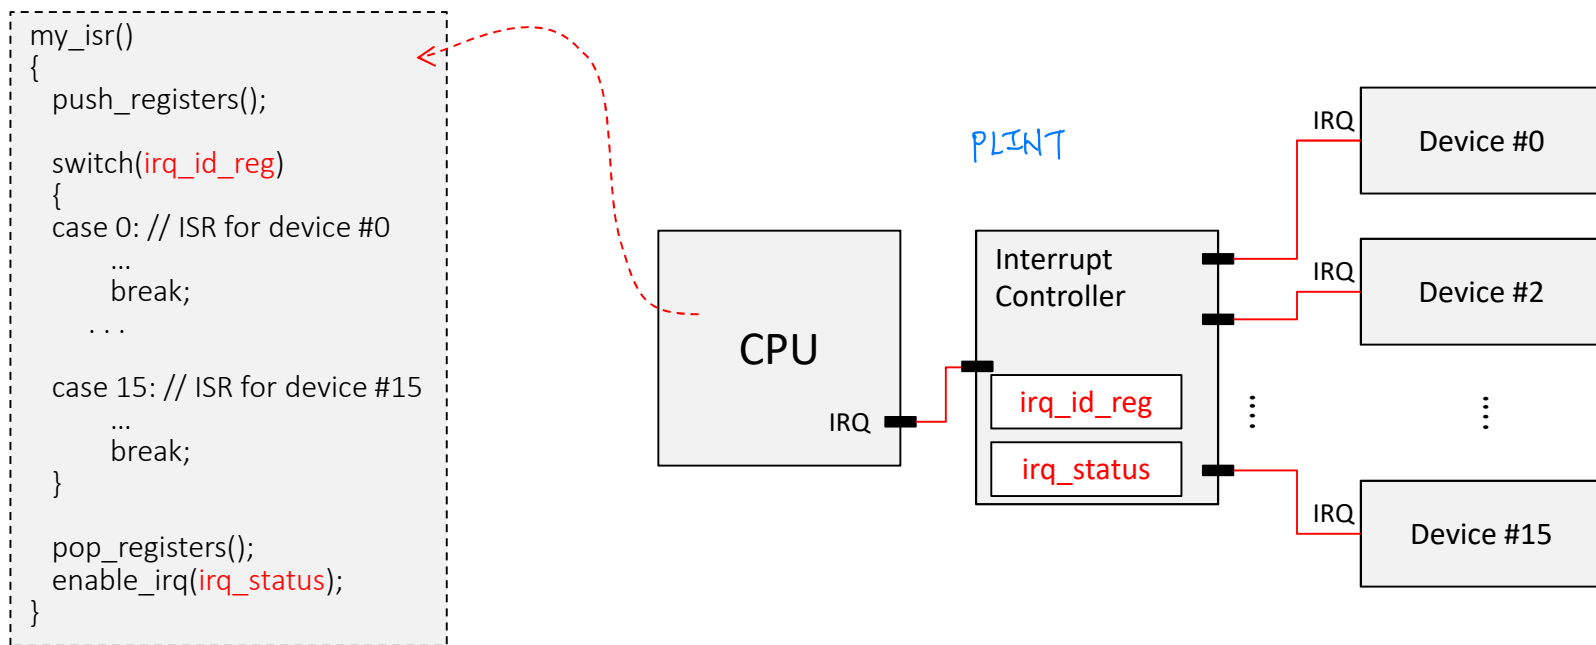 my_isr()
{
push_registers();
switch(irq_id_reg)
{
case 0: // ISR for device #0
...
break;
. . .
case 15: // ISR for device #15
...
break;
}
pop_registers();
enable_irq(irq_status);
}
CPU
IRQ
PLINT
Interrupt
Controller
irq_id_reg
irq_status
IRQ
Device #0
IRQ
Device #2
IRQ
Device #15